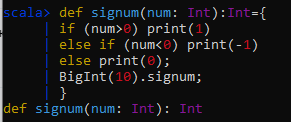 scala> def signum(num: Int):Int={
| if (num>0) print(1)
| else if (num<0) print(-1)
| else print(0);
| BigInt(10).signum;
| }
def signum(num: Int): Int